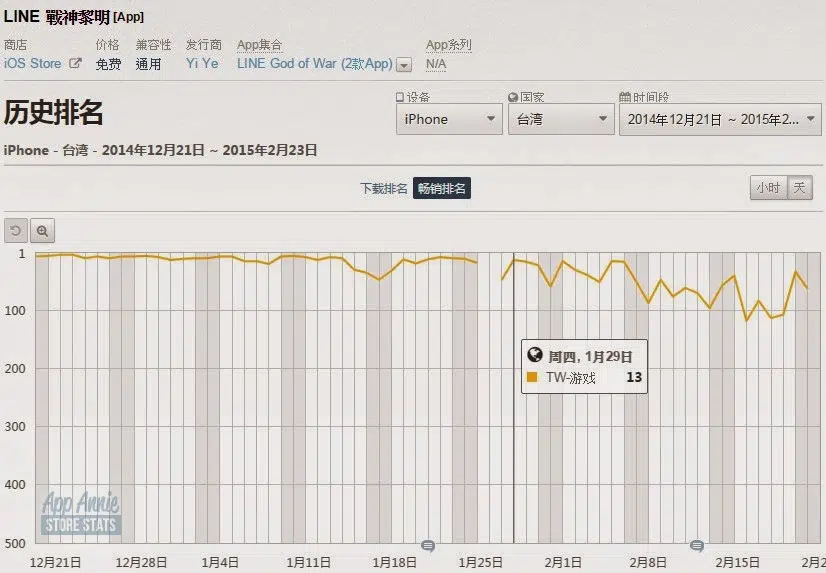 LINE 戰神黎明 [App]
商店 价格 兼容性 发行商 App集合 App系列
iOS Store 免费 通用 Yi Ye LINE God of War (2款App) N/A
历史排名
设备 国家 时间段
iPhone 台湾 2014年12月21日 ~ 2015年2...
iPhone - 台湾 - 2014年12月21日 ~ 2015年2月23日
下载排名 畅销排名 小时 天
1
100
200
周四, 1月29日
TW-游戏 13
300
400
App Annie
STORE STATS
500
12月21日 12月28日 1月4日 1月11日 1月18日 1月25日 2月1日 2月8日 2月15日 2月2